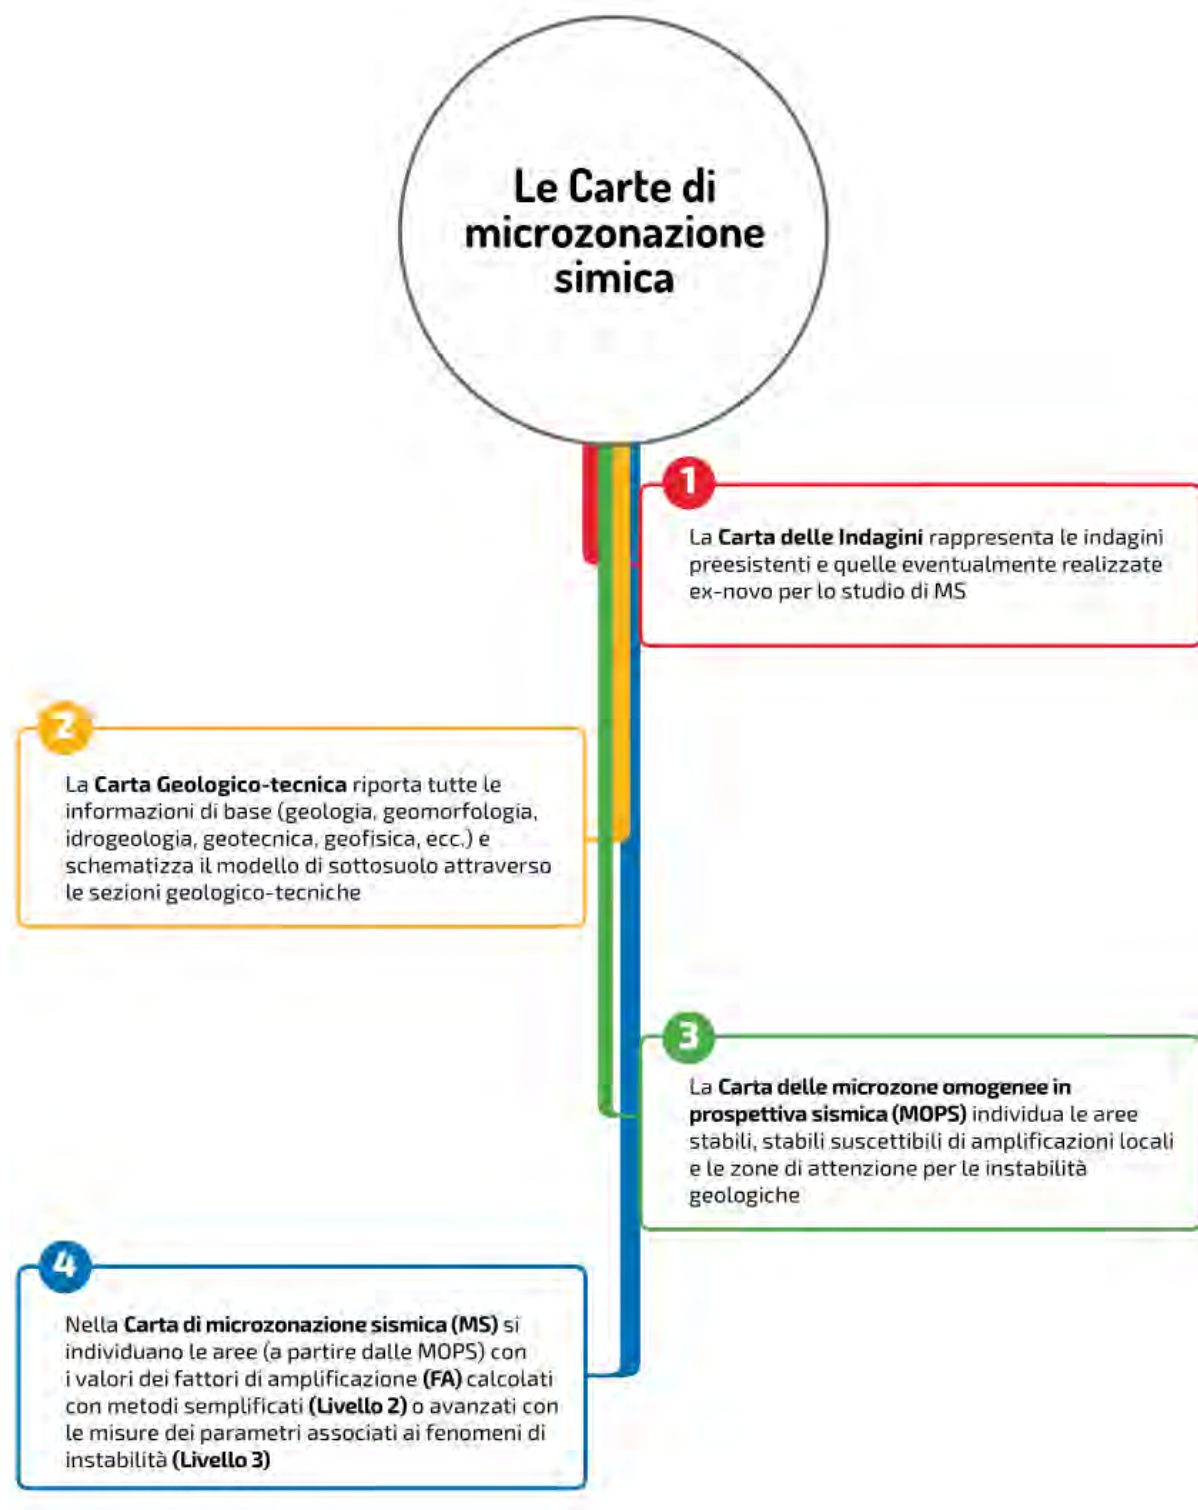 Le Carte di
microzonazione
simica
1
La Carta delle Indagini rappresenta le indagini
preesistenti e quelle eventualmente realizzate
ex-novo per lo studio di MS
2
La Carta Geologico-tecnica riporta tutte le
informazioni di base (geologia, geomorfologia,
idrogeologia, geotecnica, geofisica, ecc.) e
schematizza il modello di sottosuolo attraverso
le sezioni geologico-tecniche
3
La Carta delle microzone omogenee in
prospettiva sismica (MOPS) individua le aree
stabili, stabili suscettibili di amplificazioni locali
e le zone di attenzione per le instabilità
geologiche
4
Nella Carta di microzonazione sismica (MS) si
individuano le aree (a partire dalle MOPS) con
i valori dei fattori di amplificazione (FA) calcolati
con metodi semplificati (Livello 2) o avanzati con
le misure dei parametri associati ai fenomeni di
instabilità (Livello 3)